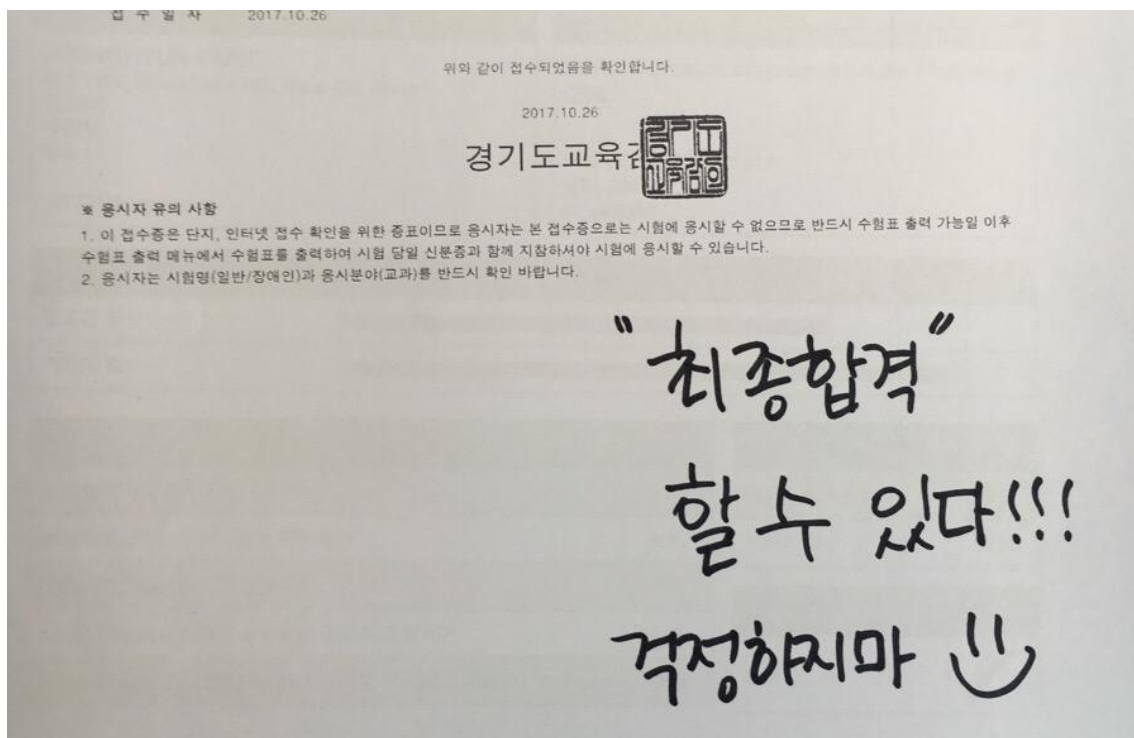 접 수 일 자 2017.10.26
위와 같이 접수되었음을 확인합니다.
2017.10.26
경기도교육감
경기도
교육감의
※ 응시자 유의 사항
1. 이 접수증은 단지, 인터넷 접수 확인을 위한 증표이므로 응시자는 본 접수증으로는 시험에 응시할 수 없으므로 반드시 수험표 출력 가능일 이후
수험표 출력 메뉴에서 수험표를 출력하여 시험 당일 신분증과 함께 지참하셔야 시험에 응시할 수 있습니다.
2. 응시자는 시험명(일반/장애인)과 응시분야(교과)를 반드시 확인 바랍니다.
"최종합격"
할 수 있다!!!
걱정하지마